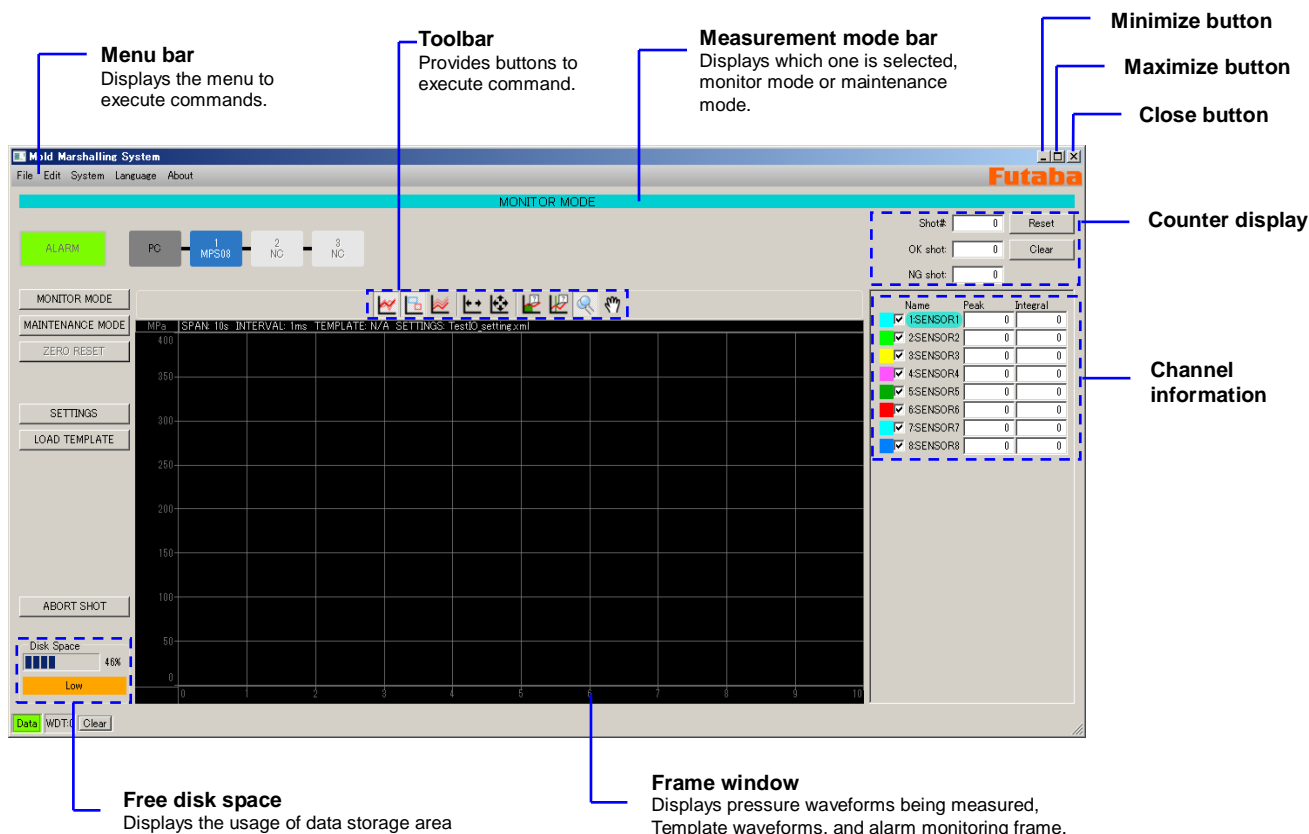 Minimize button
Menu bar
Displays the menu to
execute commands.
Toolbar
Provides buttons to
execute command.
Measurement mode bar
Displays which one is selected,
monitor mode or maintenance
mode.
Maximize button
Close button
Mold Marshalling System
File Edit System Language About
Futaba
MONITOR MODE
ALARM
PC
1
MPS08
2
NC
3
NC
Shot#: 0 Reset
OK shot: 0 Clear
NG shot: 0
Counter display
MONITOR MODE
MAINTENANCE MODE
ZERO RESET
SETTINGS
LOAD TEMPLATE
ABORT SHOT
MPa SPAN: 10s INTERVAL: 1ms TEMPLATE: N/A SETTINGS: TestIO_setting.xml
400
350
300
250
200
150
100
50
0
0 1 2 3 4 5 6 7 8 9 10
Name Peak Integral
1:SENSOR1 0 0
2:SENSOR2 0 0
3:SENSOR3 0 0
4:SENSOR4 0 0
5:SENSOR5 0 0
6:SENSOR6 0 0
7:SENSOR7 0 0
8:SENSOR8 0 0
Channel
information
Disk Space
46%
Low
Data WDT: Clear
Free disk space
Displays the usage of data storage area
Frame window
Displays pressure waveforms being measured,
Template waveforms, and alarm monitoring frame.